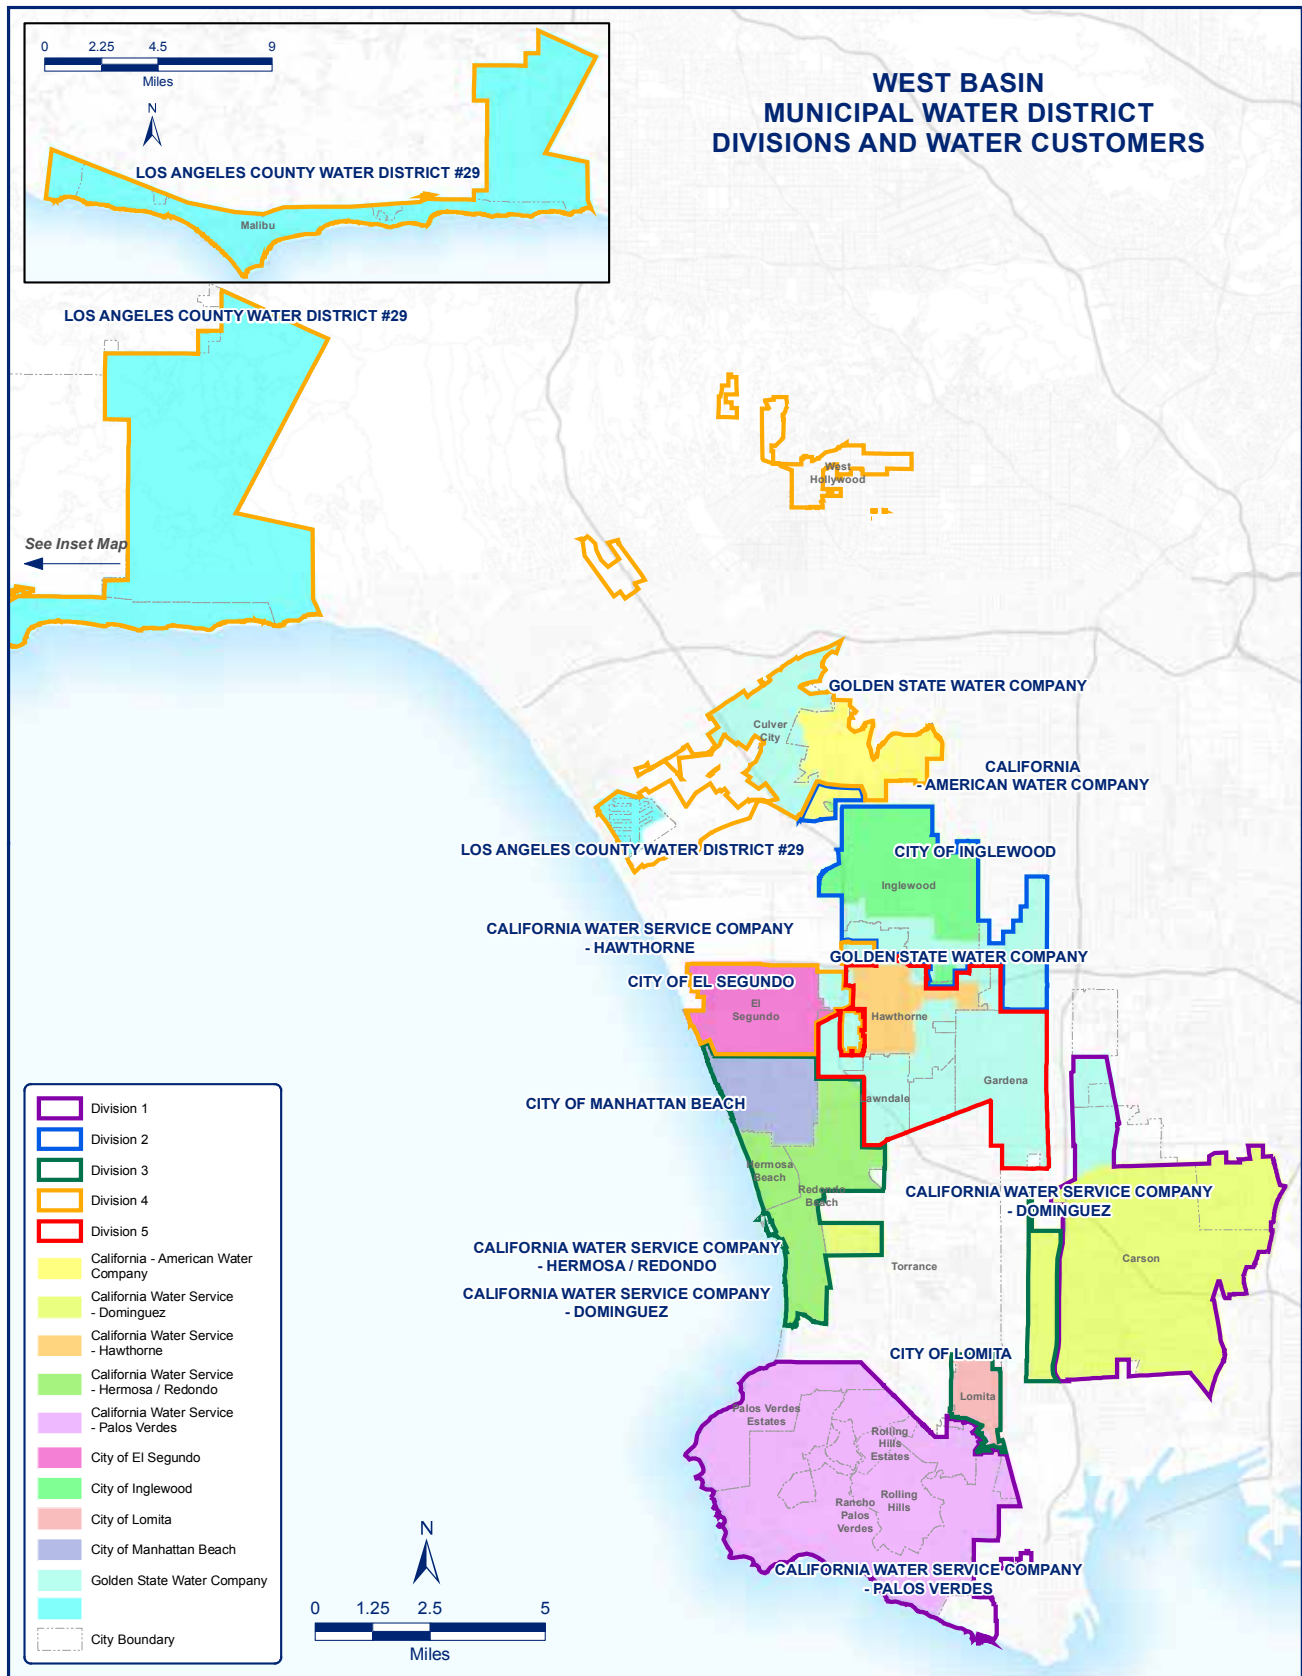 0 2.25 4.5 9
Miles
N
LOS ANGELES COUNTY WATER DISTRICT #29
Malibu
WEST BASIN
MUNICIPAL WATER DISTRICT
DIVISIONS AND WATER CUSTOMERS
LOS ANGELES COUNTY WATER DISTRICT #29
West
Hollywood
See Inset Map
GOLDEN STATE WATER COMPANY
Culver
City
CALIFORNIA
- AMERICAN WATER COMPANY
LOS ANGELES COUNTY WATER DISTRICT #29
CITY OF INGLEWOOD
Inglewood
CALIFORNIA WATER SERVICE COMPANY
- HAWTHORNE
GOLDEN STATE WATER COMPANY
CITY OF EL SEGUNDO
El
Segundo
Hawthorne
Gardena
Lawndale
CITY OF MANHATTAN BEACH
Hermosa
Beach
Redondo
Beach
CALIFORNIA WATER SERVICE COMPANY
- DOMINGUEZ
CALIFORNIA WATER SERVICE COMPANY
- HERMOSA / REDONDO
Torrance
Carson
CALIFORNIA WATER SERVICE COMPANY
- DOMINGUEZ
CITY OF LOMITA
Lomita
Palos Verdes
Estates
Rolling
Hills
Estates
Rolling
Hills
Rancho
Palos
Verdes
CALIFORNIA WATER SERVICE COMPANY
- PALOS VERDES
Division 1
Division 2
Division 3
Division 4
Division 5
California - American Water
Company
California Water Service
- Dominguez
California Water Service
- Hawthorne
California Water Service
- Hermosa / Redondo
California Water Service
- Palos Verdes
City of El Segundo
City of Inglewood
City of Lomita
City of Manhattan Beach
Golden State Water Company
City Boundary
N
0 1.25 2.5 5
Miles